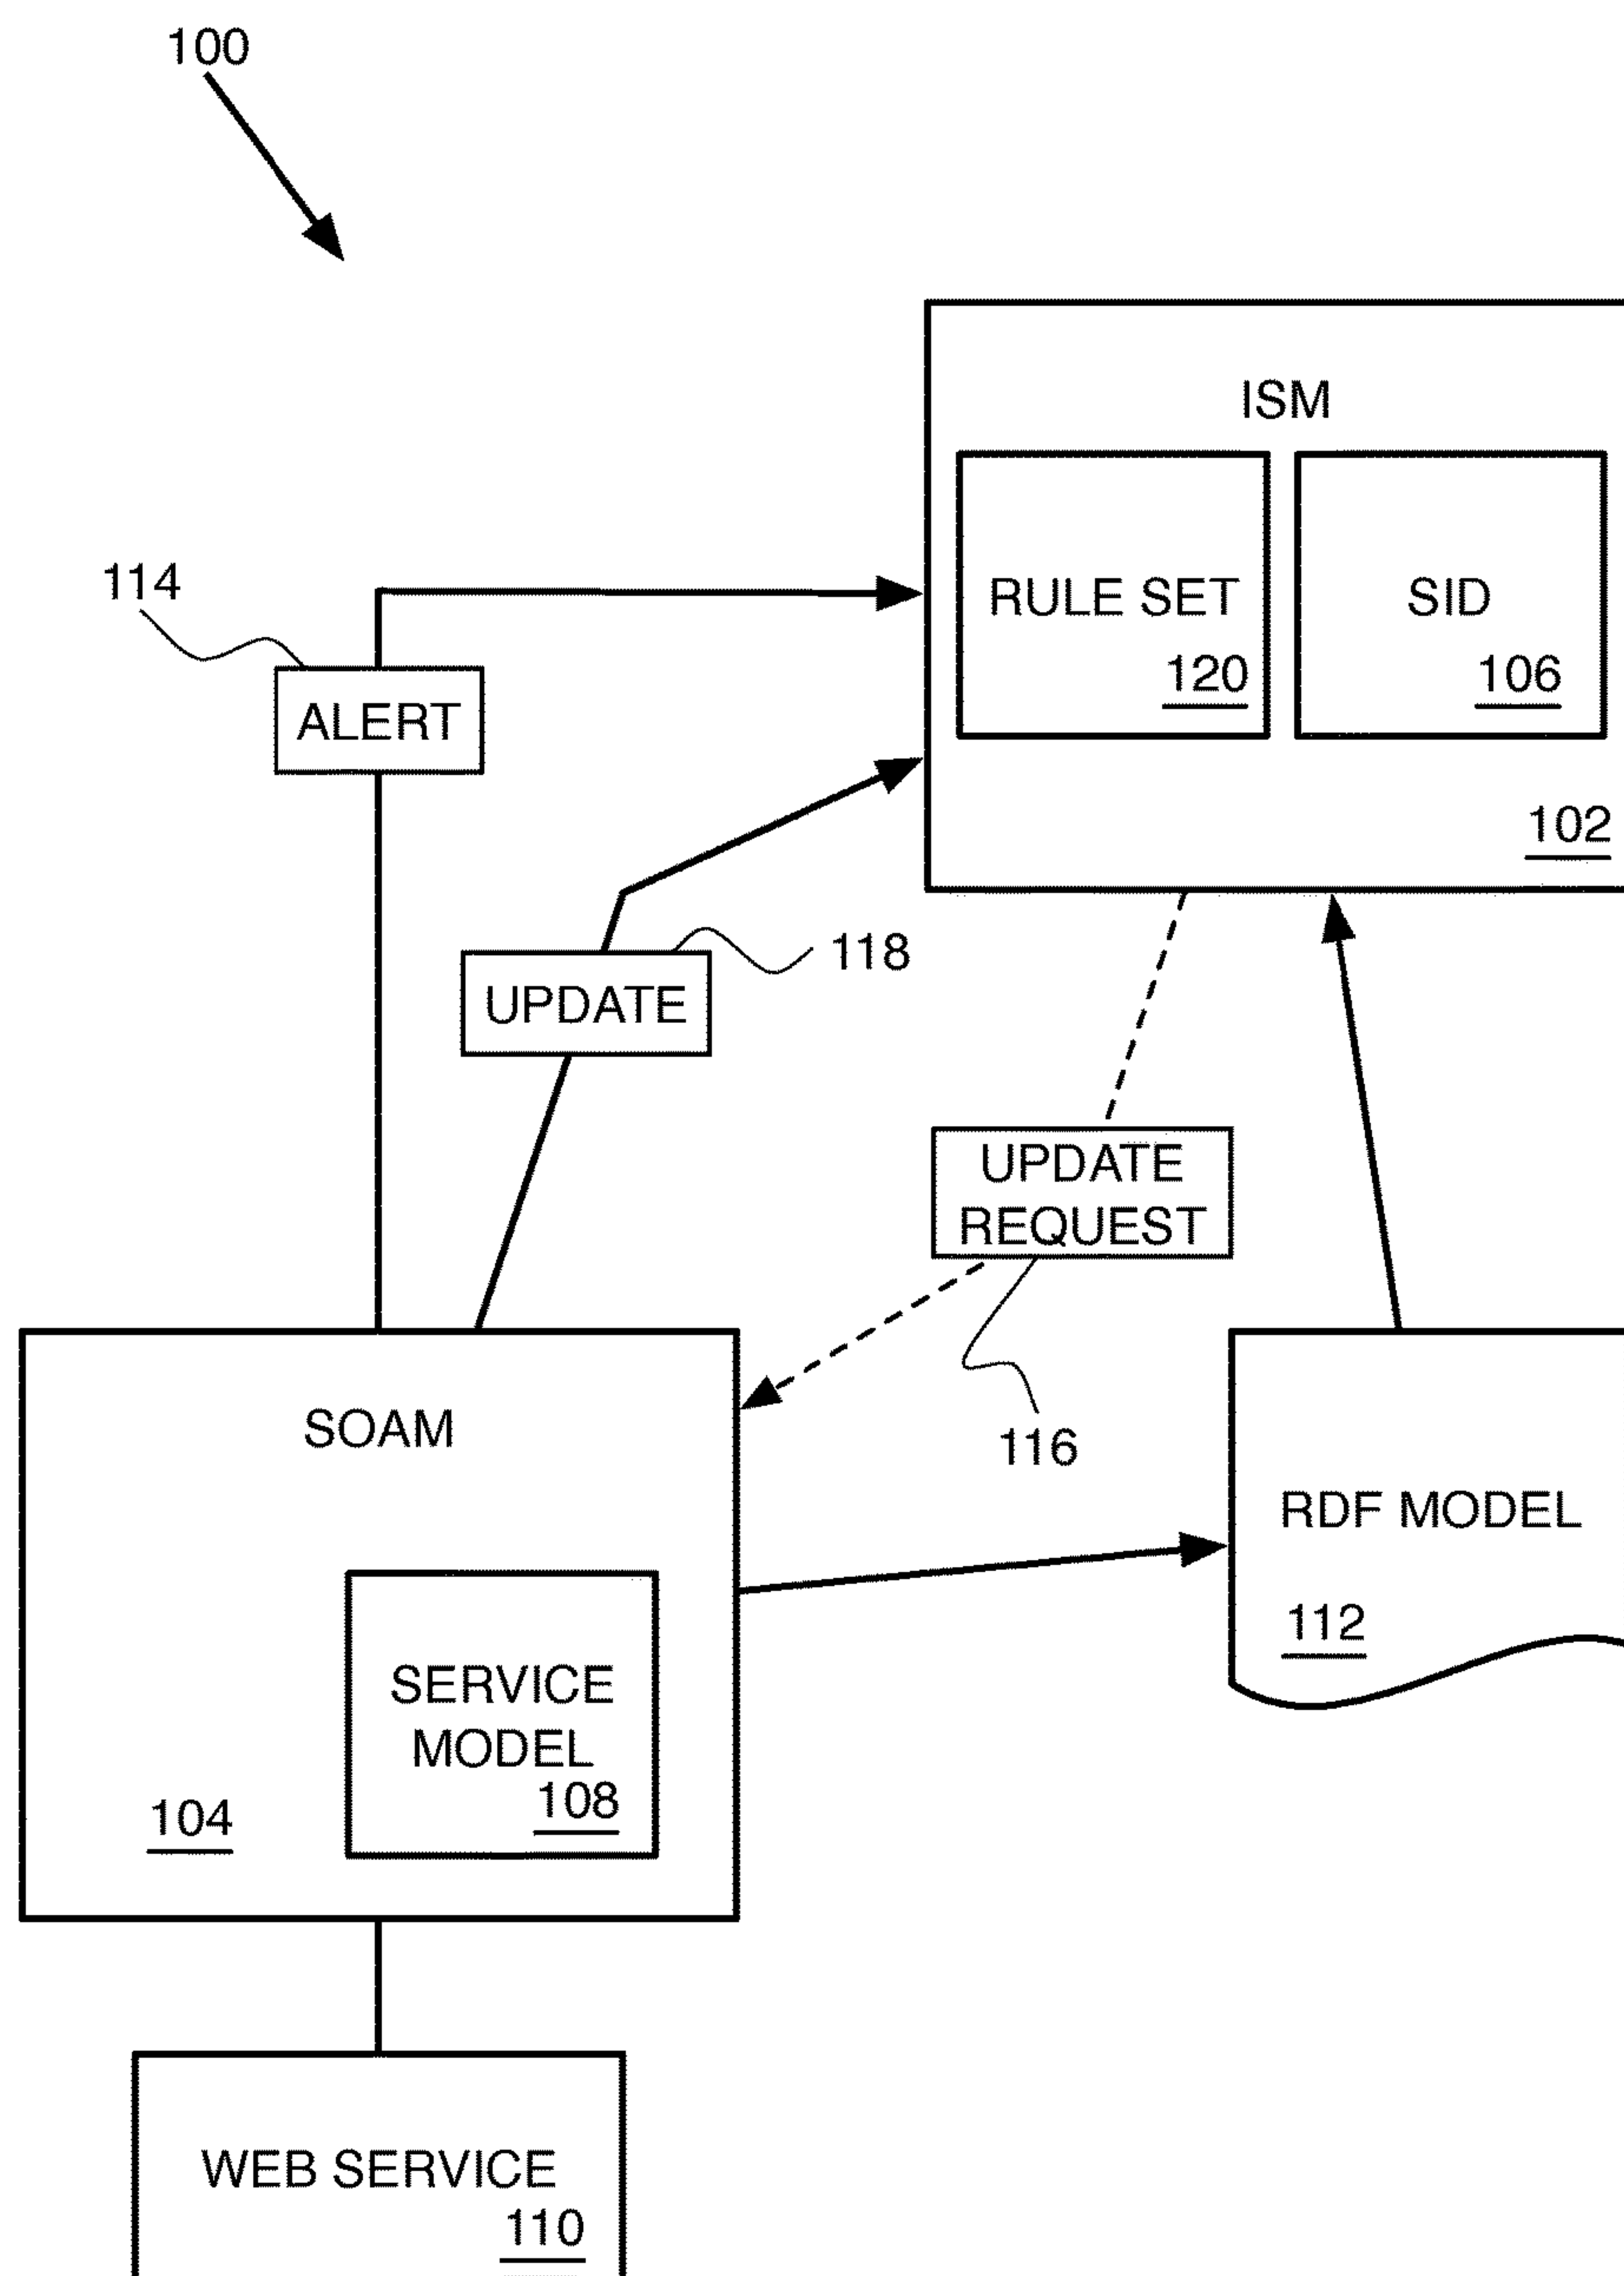 100
ISM
RULE SET
120
SID
106
102
114
ALERT
118
UPDATE
UPDATE
REQUEST
116
SOAM
SERVICE
MODEL
108
104
RDF MODEL
112
WEB SERVICE
110